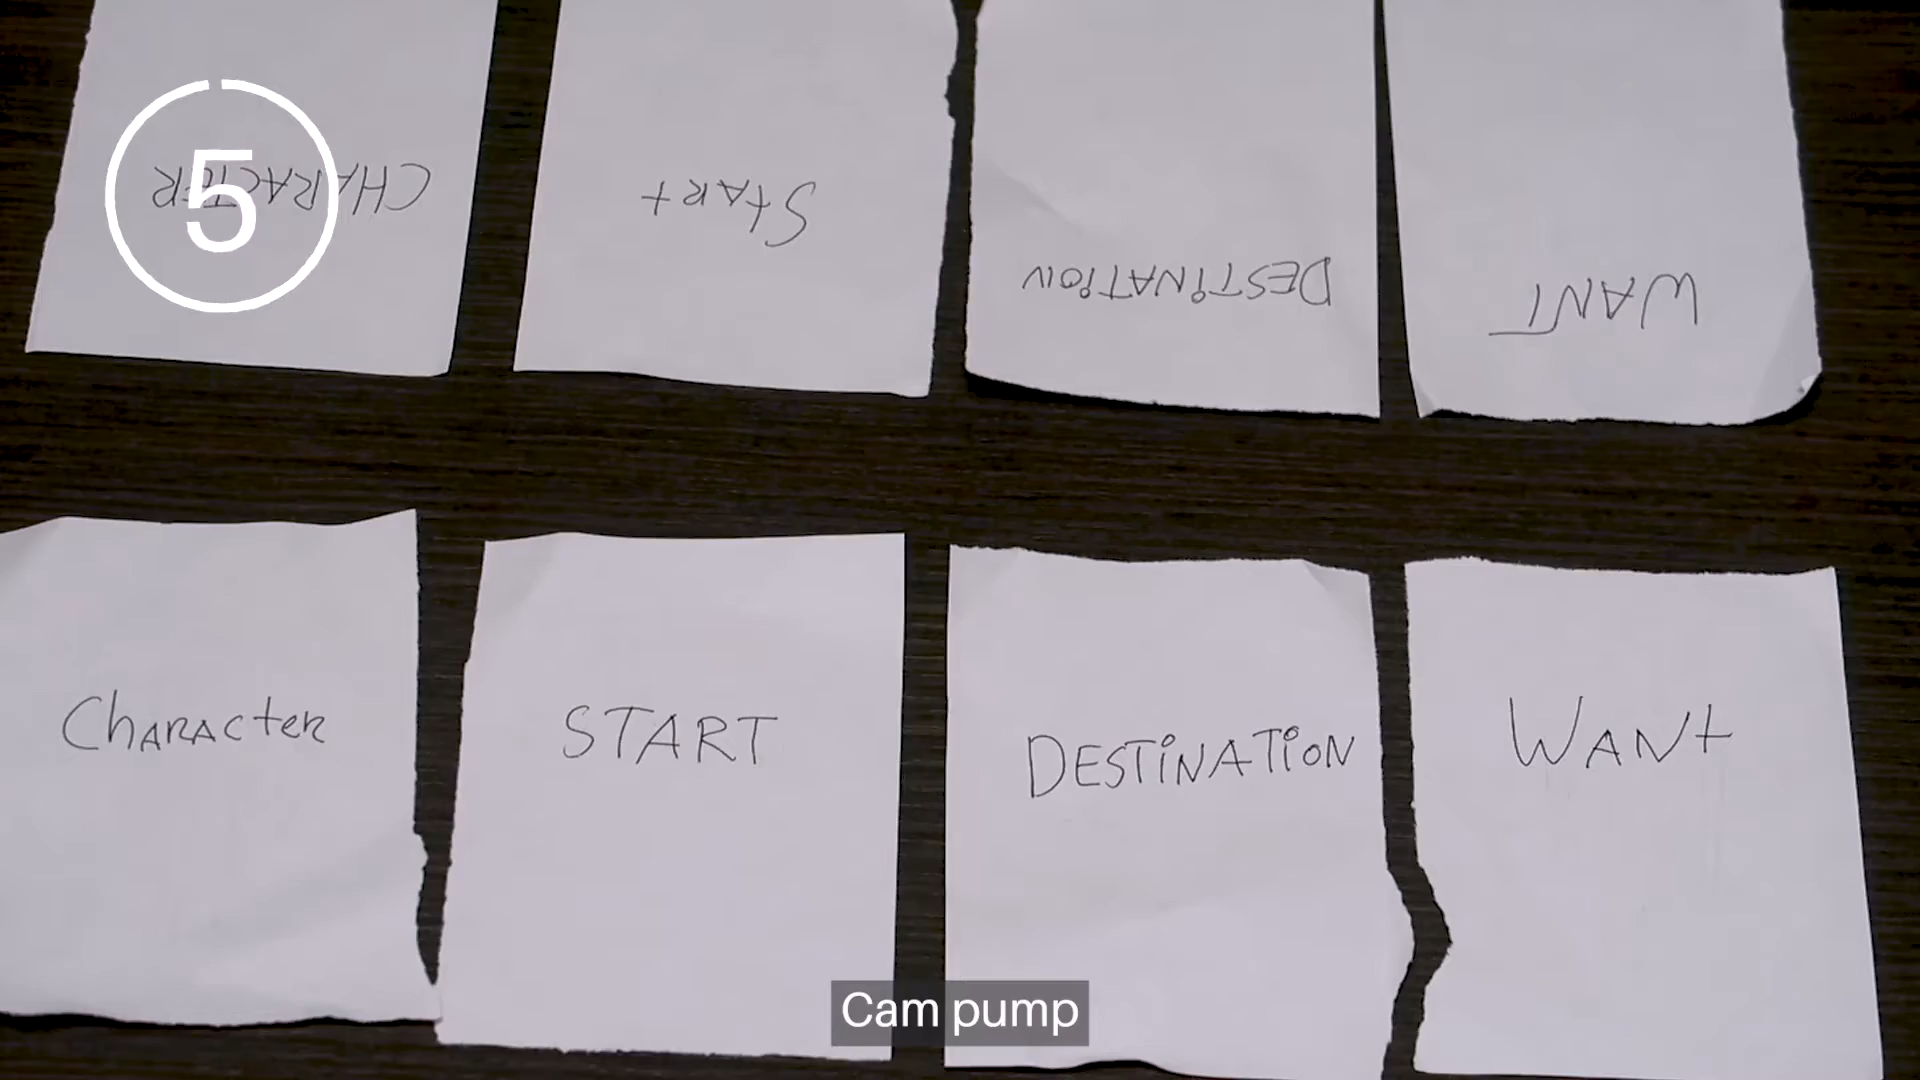 5
CHARACTER
START
DESTINATION
WANT
Character
START
DESTINATION
WANT
Cam pump